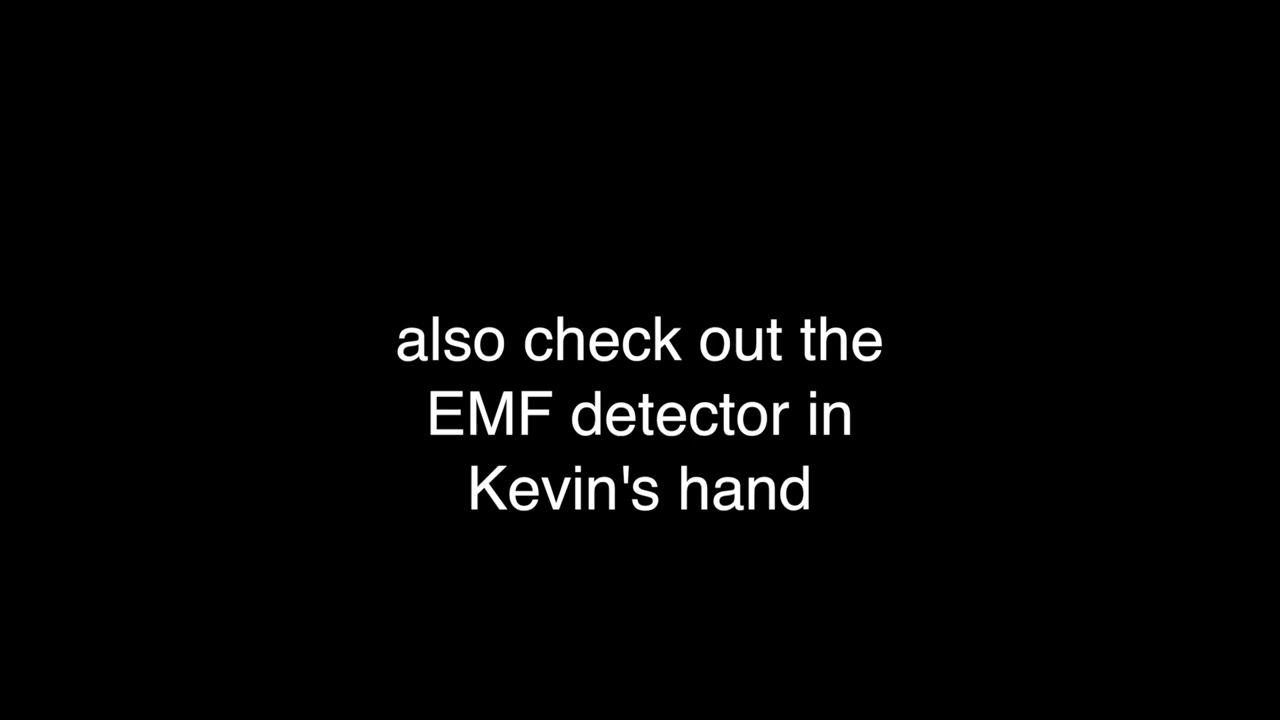 also check out the
EMF detector in
Kevin's hand